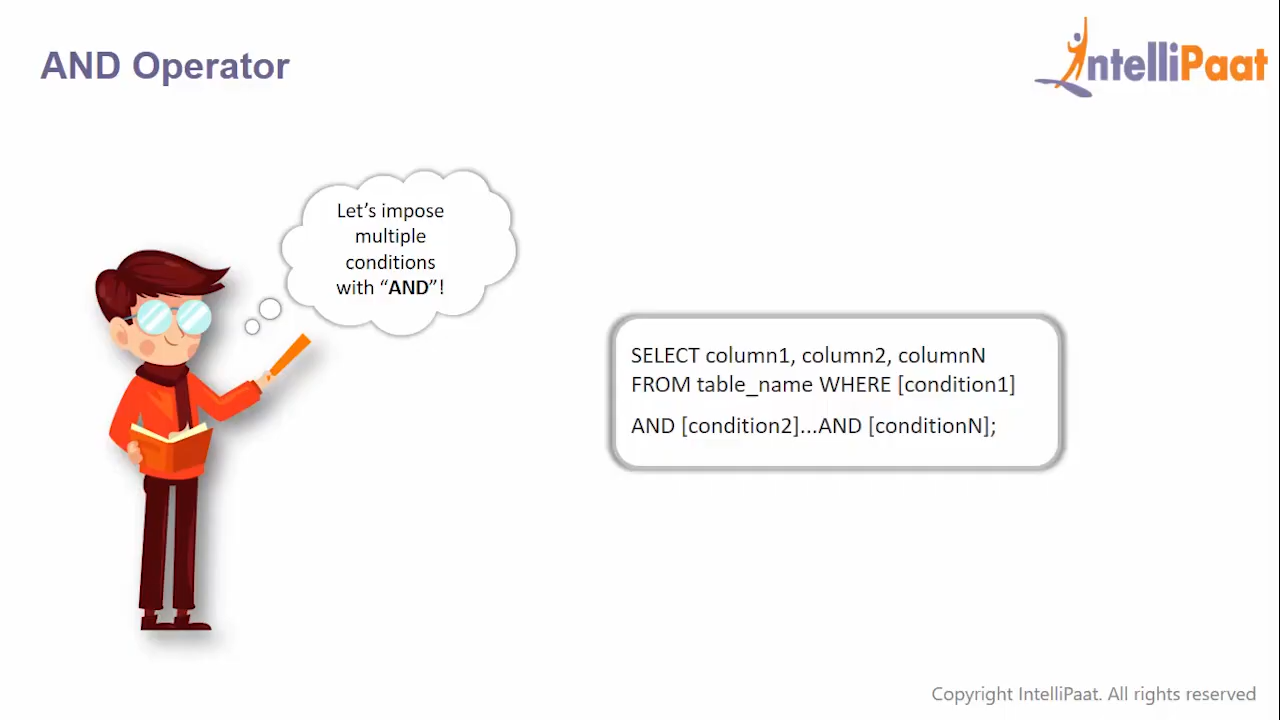 AND Operator
IntelliPaat
Let’s impose
multiple
conditions
with “AND”!
SELECT column1, column2, columnN
FROM table_name WHERE [condition1]
AND [condition2]...AND [conditionN];
Copyright IntelliPaat. All rights reserved